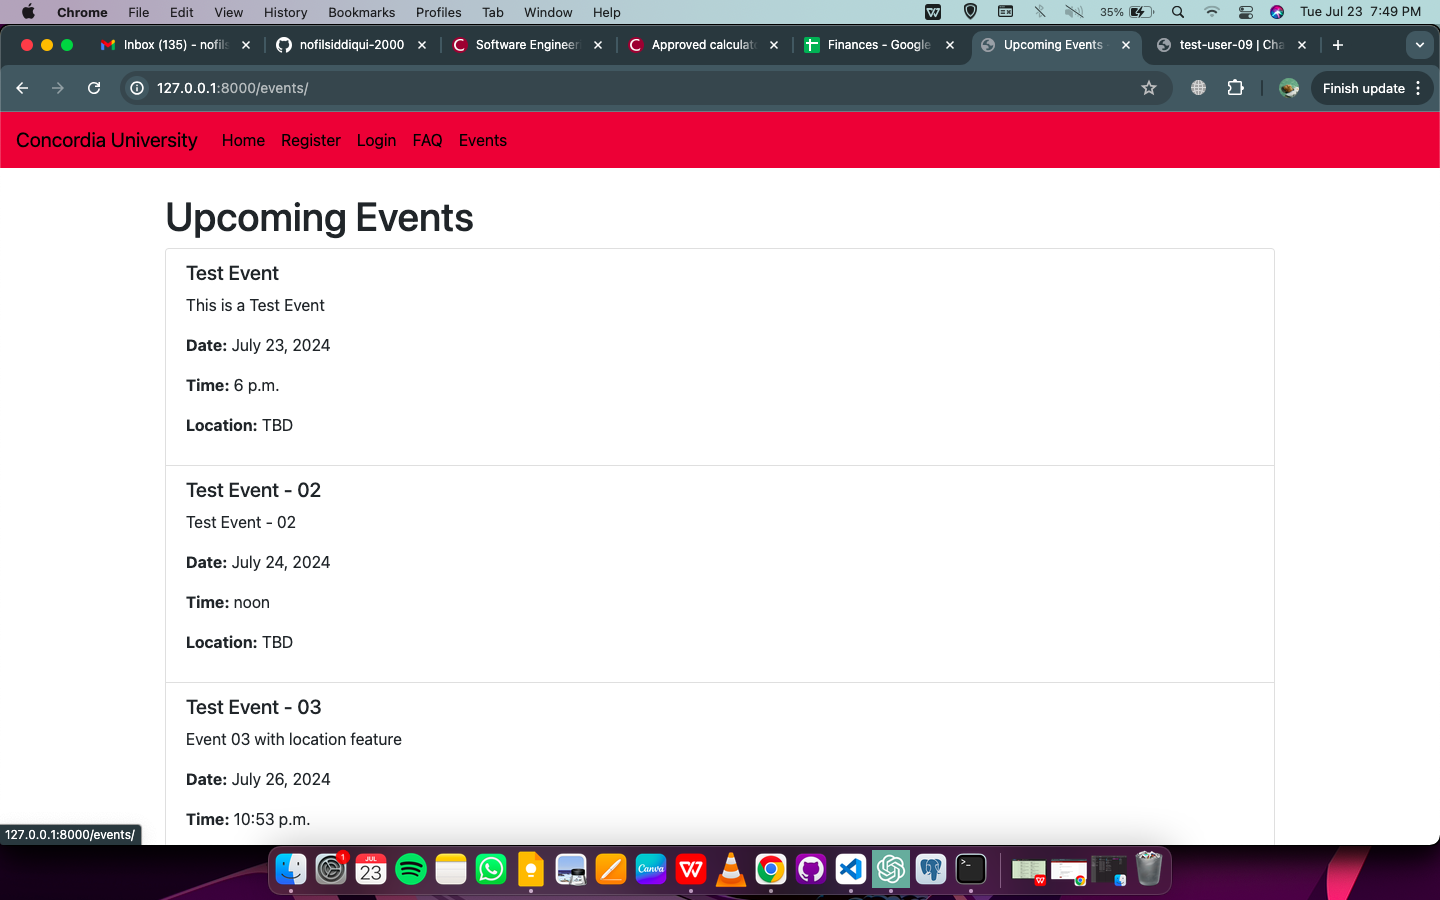 Chrome File Edit View History Bookmarks Profiles Tab Window Help 35% Tue Jul 23 7:49 PM
Inbox (135) - nofils nofilsiddiqui-2000 Software Engineeri Approved calculat Finances - Google Upcoming Events test-user-09 | Cha
127.0.0.1:8000/events/ Finish update
Concordia University Home Register Login FAQ Events
Upcoming Events
Test Event
This is a Test Event
Date: July 23, 2024
Time: 6 p.m.
Location: TBD
Test Event - 02
Test Event - 02
Date: July 24, 2024
Time: noon
Location: TBD
Test Event - 03
Event 03 with location feature
Date: July 26, 2024
Time: 10:53 p.m.
127.0.0.1:8000/events/
1
JUL
23
Canva